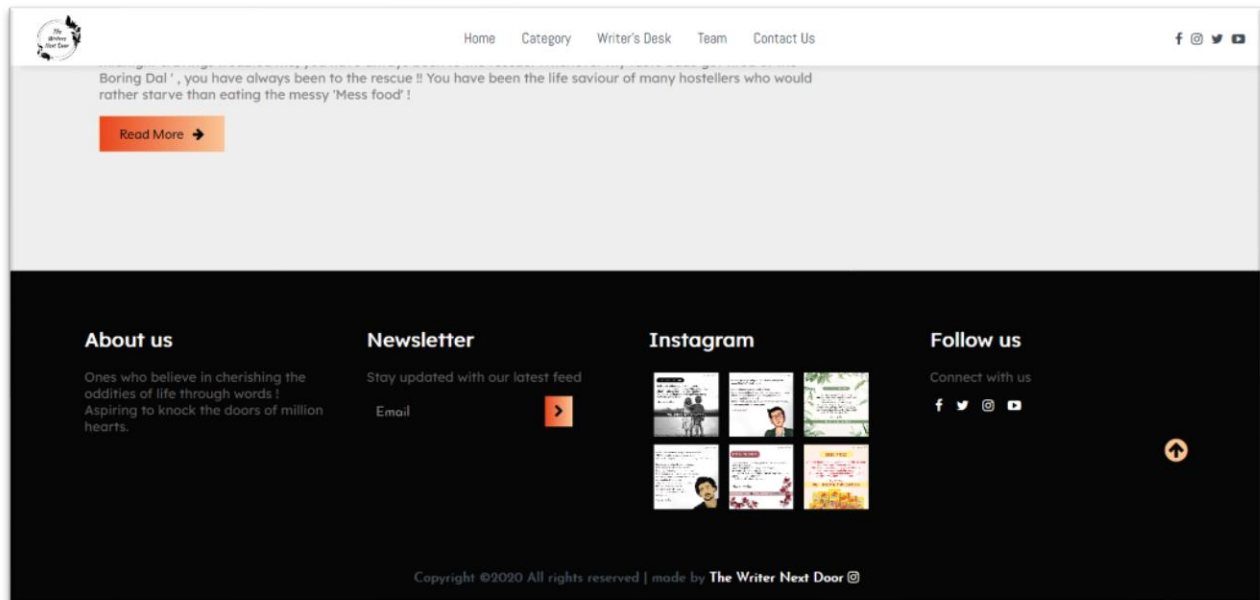 The
Writers
Next Door
Home Category Writer's Desk Team Contact Us
Boring Dal ' , you have always been to the rescue !! You have been the life saviour of many hostellers who would
rather starve than eating the messy 'Mess food' !
Read More
About us
Ones who believe in cherishing the
oddities of life through words !
Aspiring to knock the doors of million
hearts.
Newsletter
Stay updated with our latest feed
Email
Instagram
Follow us
Connect with us
Copyright ©2020 All rights reserved | made by The Writer Next Door